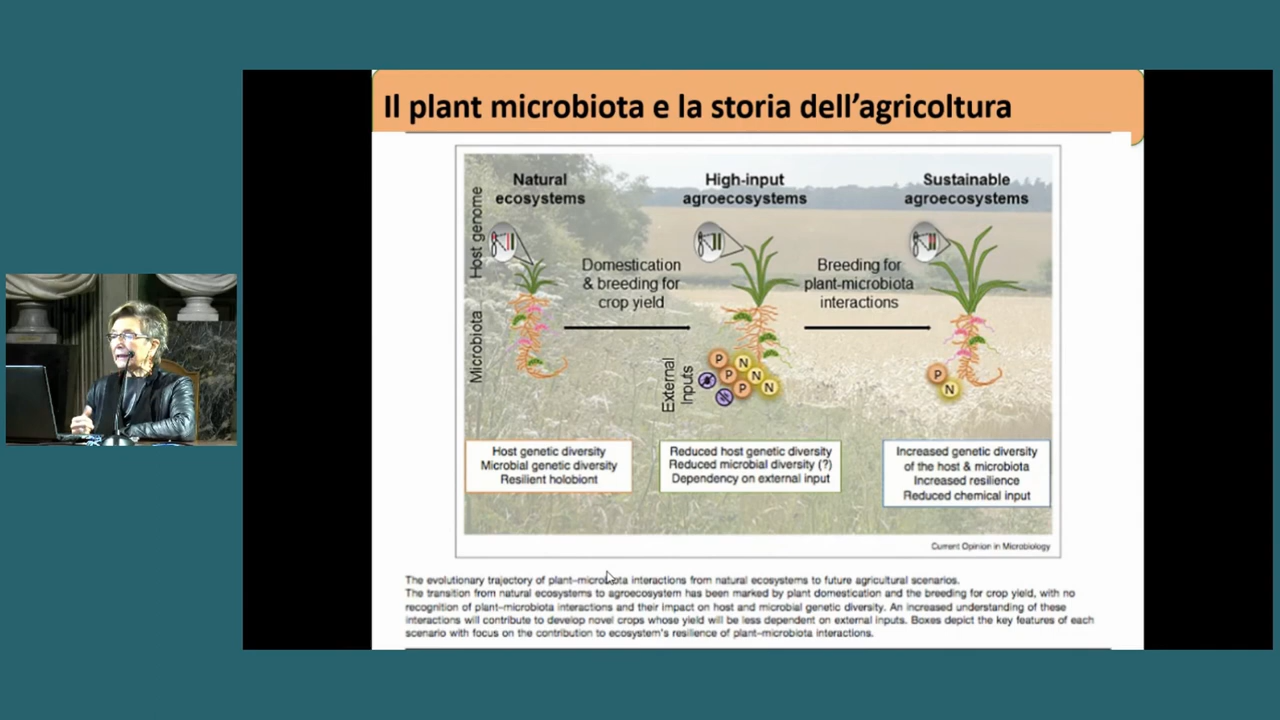 Il plant microbiota e la storia dell'agricoltura
Natural
ecosystems
High-input
agroecosystems
Sustainable
agroecosystems
Host genome
Microbiota
Domestication
& breeding for
crop yield
Breeding for
plant-microbiota
interactions
External
Inputs
P
N
P
N
P
N
P
N
Host genetic diversity
Microbial genetic diversity
Resilient holobiont
Reduced host genetic diversity
Reduced microbial diversity (?)
Dependency on external input
Increased genetic diversity
of the host & microbiota
Increased resilience
Reduced chemical input
Current Opinion in Microbiology
The evolutionary trajectory of plant–microbiota interactions from natural ecosystems to future agricultural scenarios.
The transition from natural ecosystems to agroecosystem has been marked by plant domestication and the breeding for crop yield, with no
recognition of plant–microbiota interactions and their impact on host and microbial genetic diversity. An increased understanding of these
interactions will contribute to develop novel crops whose yield will be less dependent on external inputs. Boxes depict the key features of each
scenario with focus on the contribution to ecosystem's resilience of plant–microbiota interactions.